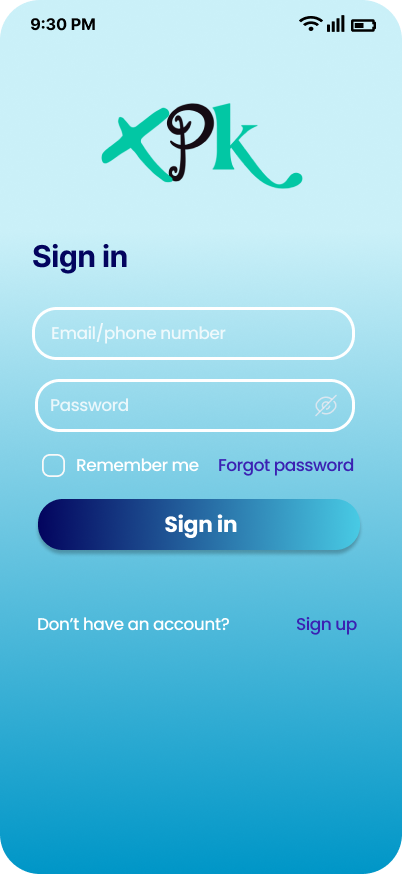 9:30 PM
XPK
Sign in
Email/phone number
Password
Remember me Forgot password
Sign in
Don’t have an account? Sign up